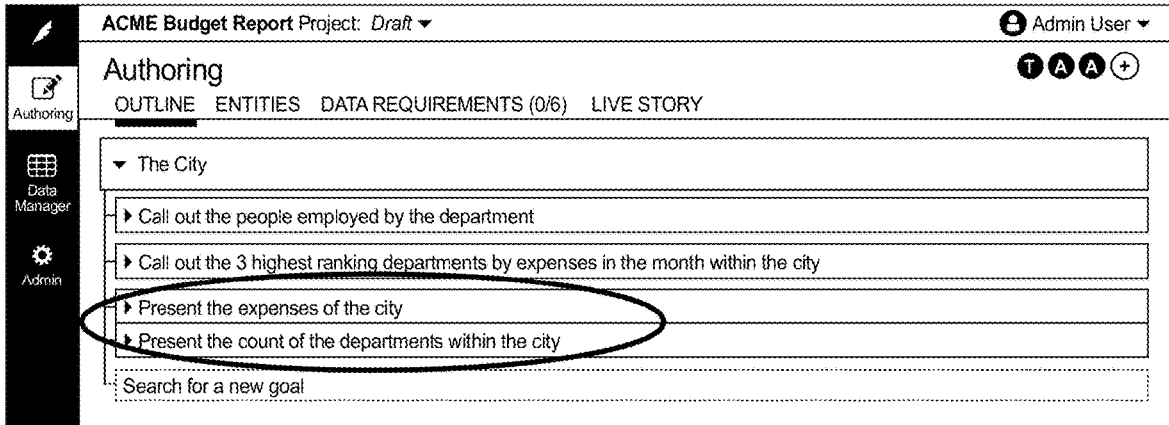 ACME Budget Report Project: Draft
Admin User
Authoring
T A A +
OUTLINE ENTITIES DATA REQUIREMENTS (0/6) LIVE STORY
Authoring
Data
Manager
Admin
The City
Call out the people employed by the department
Call out the 3 highest ranking departments by expenses in the month within the city
Present the expenses of the city
Present the count of the departments within the city
Search for a new goal